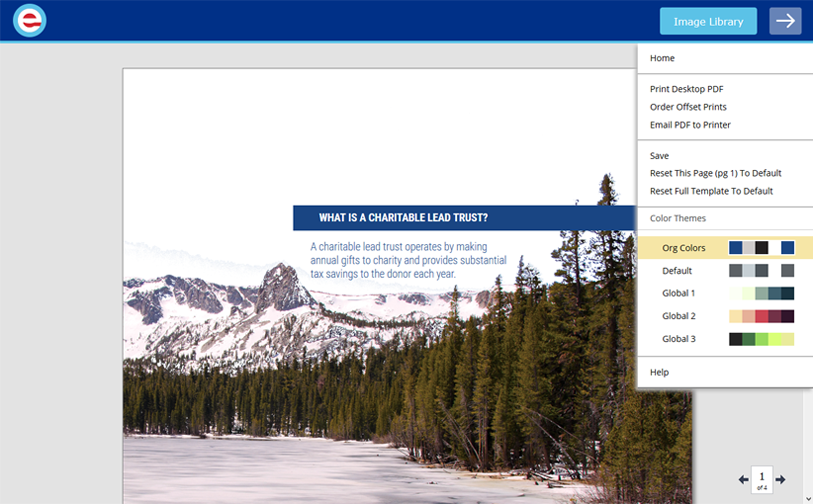 Image Library
Home
Print Desktop PDF
Order Offset Prints
Email PDF to Printer
Save
Reset This Page (pg 1) To Default
Reset Full Template To Default
Color Themes
Org Colors
Default
Global 1
Global 2
Global 3
Help
WHAT IS A CHARITABLE LEAD TRUST?
A charitable lead trust operates by making
annual gifts to charity and provides substantial
tax savings to the donor each year.
1
of 4